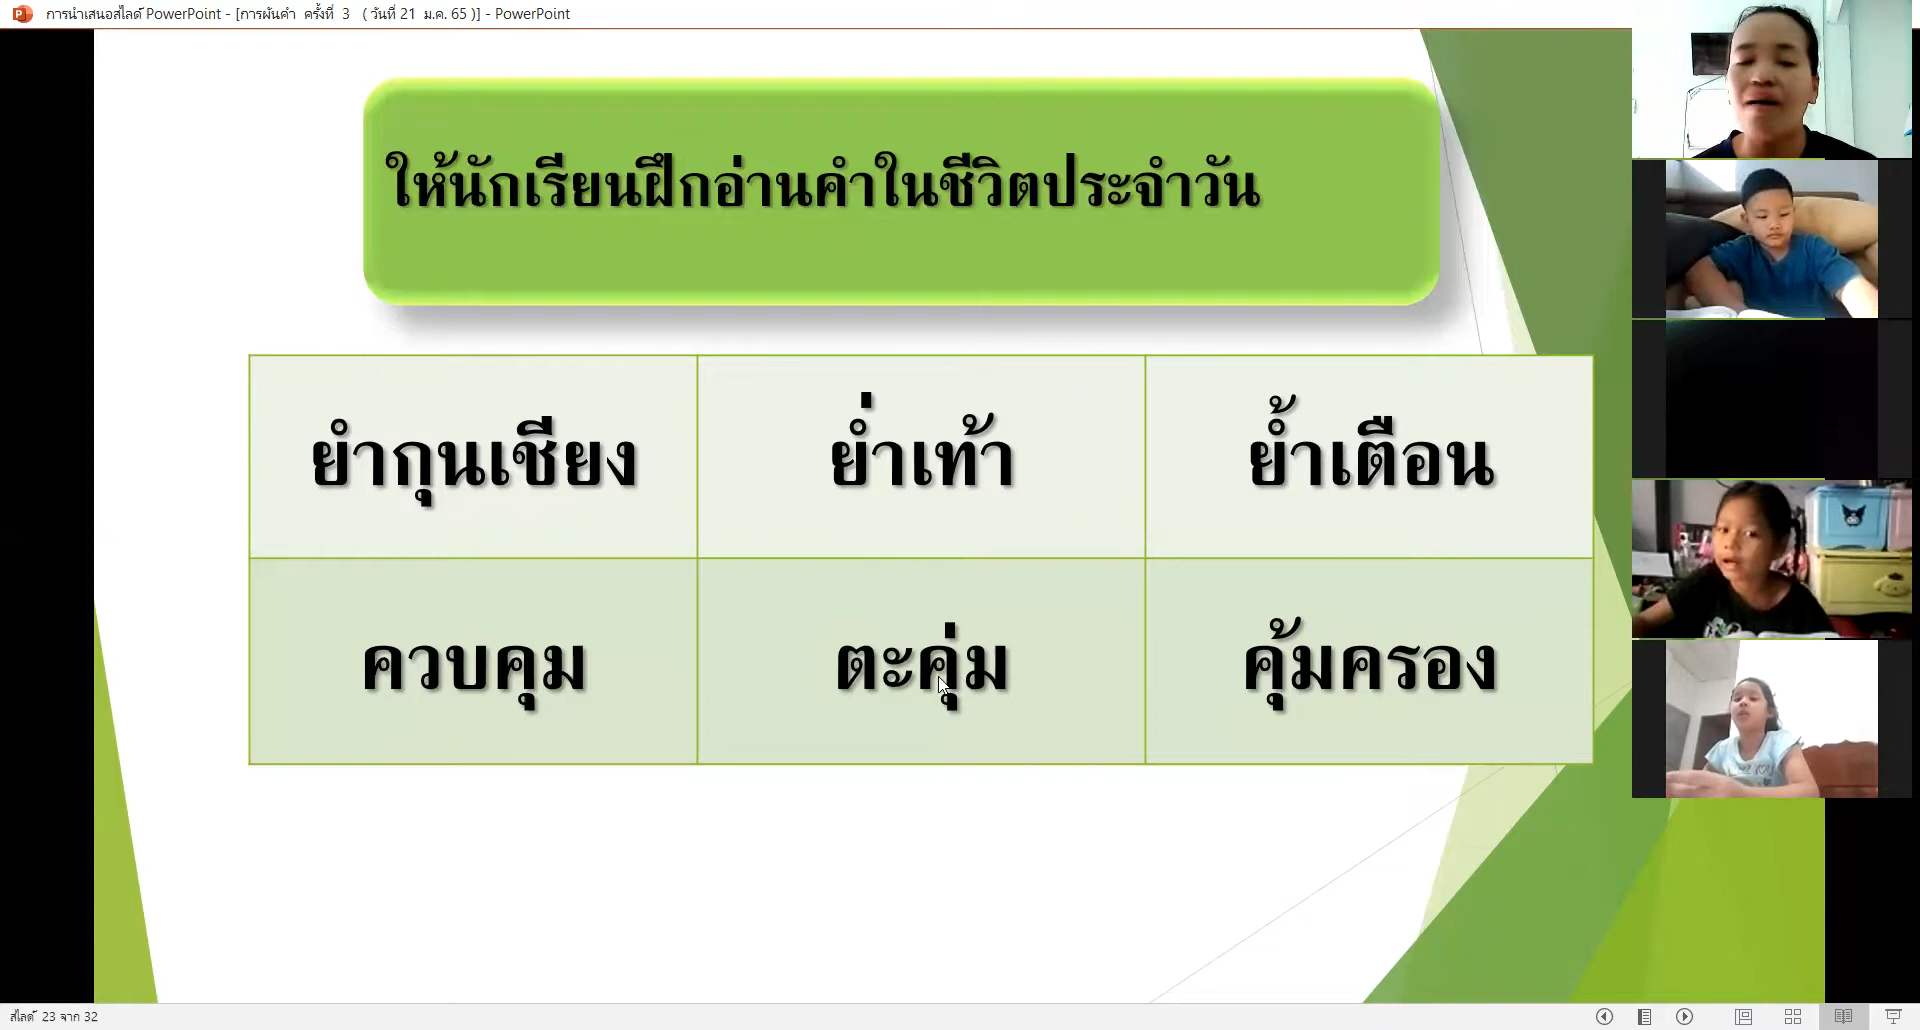 การนำเสนอสไลด์ PowerPoint - [การผันคำ ครั้งที่ 3 ( วันที่ 21 ม.ค. 65 )] - PowerPoint
ให้นักเรียนฝึกอ่านคำในชีวิตประจำวัน
ยำกุนเชียง ย่ำเท้า ย้ำเตือน
ควบคุม ตะคุ่ม คุ้มครอง
สไลด์ 23 จาก 32